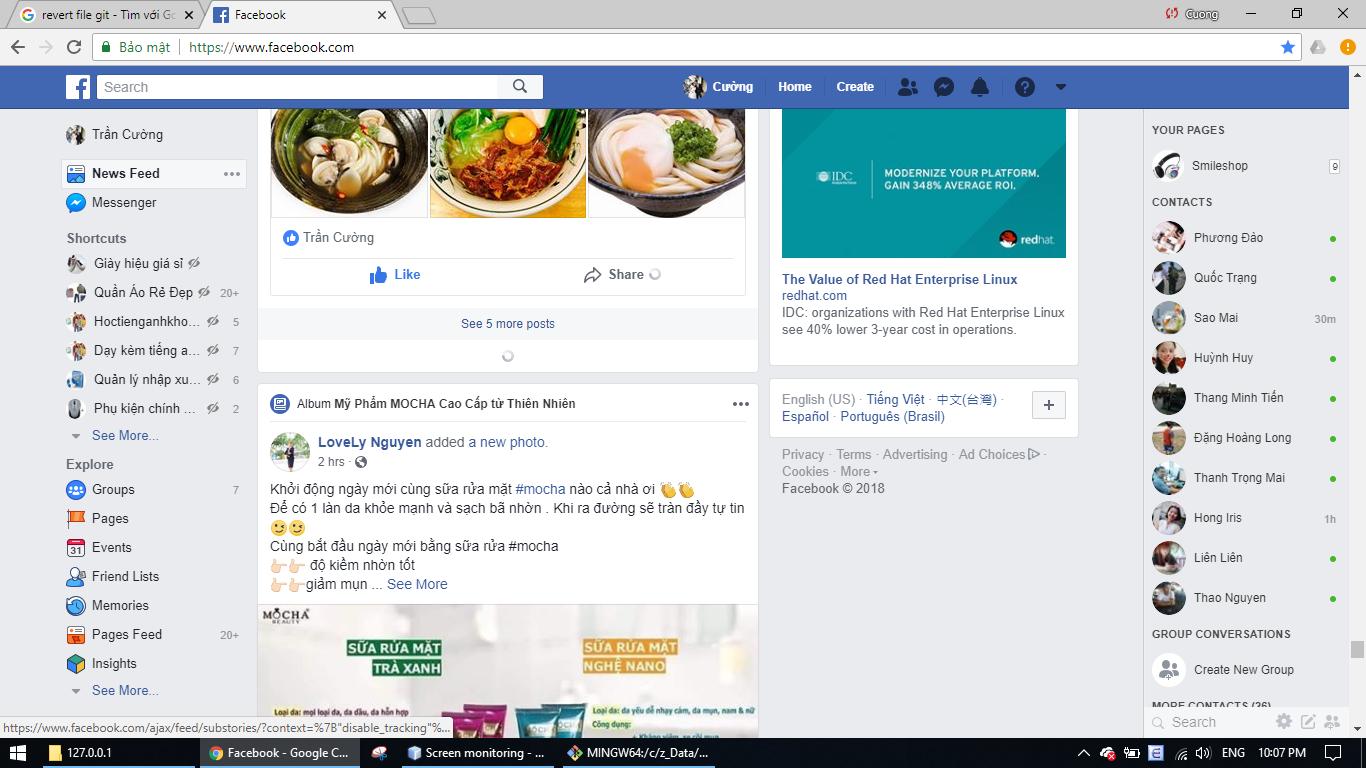 revert file git - Tìm với Go
Facebook
Cuong
Bảo mật
https://www.facebook.com
Search
Cường
Home
Create
Trần Cường
News Feed
Messenger
Shortcuts
Giày hiệu giá sỉ
Quần Áo Rẻ Đẹp
20+
Hoctienganhkho...
5
Dạy kèm tiếng a...
7
Quản lý nhập xu...
6
Phụ kiện chính ...
2
See More...
Explore
Groups
7
Pages
31
Events
Friend Lists
Memories
Pages Feed
20+
Insights
See More...
Trần Cường
Like
Share
See 5 more posts
Album Mỹ Phẩm MOCHA Cao Cấp từ Thiên Nhiên
LoveLy Nguyen added a new photo.
2 hrs ·
Khởi động ngày mới cùng sữa rửa mặt #mocha nào cả nhà ơi 👏👏
Để có 1 làn da khỏe mạnh và sạch bã nhờn . Khi ra đường sẽ tràn đầy tự tin
😉😉
Cùng bắt đầu ngày mới bằng sữa rửa #mocha
👉🏻👉🏻 độ kiềm nhờn tốt
👉🏻👉🏻giảm mụn ... See More
MOCHA
BEAUTY
SỮA RỬA MẶT
TRÀ XANH
SỮA RỬA MẶT
NGHỆ NANO
Loại da: mọi loại da, da dầu, da hỗn hợp
Loại da: da yếu dễ nhạy cảm, da mụn, nam & nữ
Công dụng:
IDC
MODERNIZE YOUR PLATFORM.
GAIN 348% AVERAGE ROI.
redhat.
The Value of Red Hat Enterprise Linux
redhat.com
IDC: organizations with Red Hat Enterprise Linux
see 40% lower 3-year cost in operations.
English (US) · Tiếng Việt · 中文(台灣) ·
Español · Português (Brasil)
Privacy · Terms · Advertising · Ad Choices ·
Cookies · More
Facebook © 2018
YOUR PAGES
Smileshop
9
CONTACTS
Phương Đào
Quốc Trạng
Sao Mai
30m
Huỳnh Huy
Thang Minh Tiến
Đặng Hoàng Long
Thanh Trọng Mai
Hong Iris
1h
Liên Liên
Thao Nguyen
GROUP CONVERSATIONS
Create New Group
MORE CONTACTS (26)
Search
https://www.facebook.com/ajax/feed/substories/?context=%7B"disable_tracking"%...
127.0.0.1
Facebook - Google C...
Screen monitoring - ...
MINGW64:/c/z_Data/...
ENG
10:07 PM